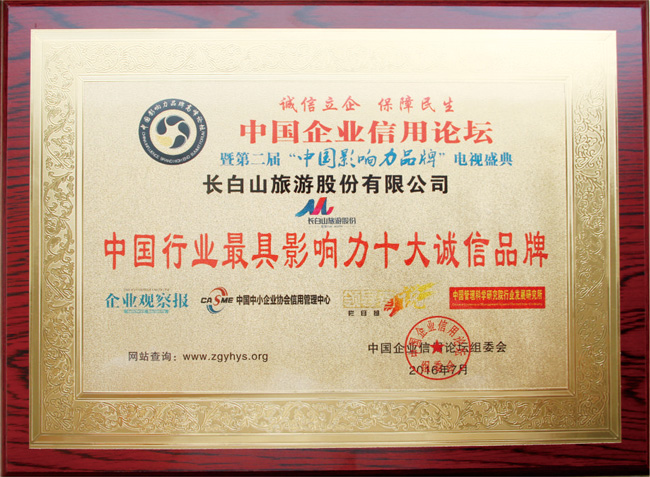 诚信立企 保障民生
中国企业信用论坛
暨第二届“中国影响力品牌”电视盛典
长白山旅游股份有限公司
长白山旅游股份
中国行业最具影响力十大诚信品牌
企业观察报
CASME 中国中小企业协会信用管理中心
栏目组
中国管理科学研究院行业发展研究所
网站查询：www.zgyhys.org
中国企业信用论坛组委会
2016年7月